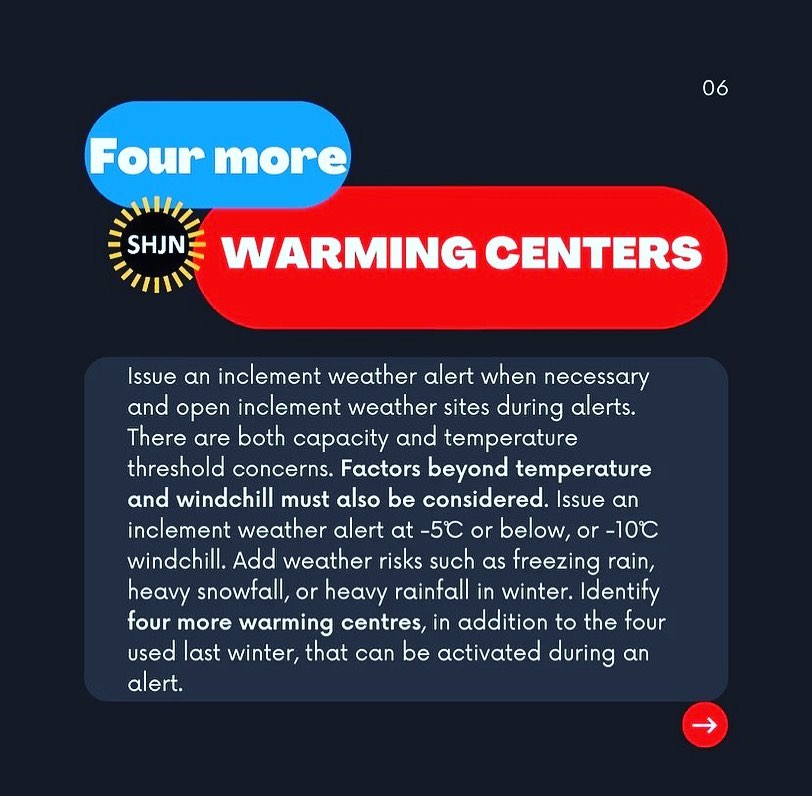 06
Four more
SHJN
WARMING CENTERS
Issue an inclement weather alert when necessary
and open inclement weather sites during alerts.
There are both capacity and temperature
threshold concerns. Factors beyond temperature
and windchill must also be considered. Issue an
inclement weather alert at -5℃ or below, or -10℃
windchill. Add weather risks such as freezing rain,
heavy snowfall, or heavy rainfall in winter. Identify
four more warming centres, in addition to the four
used last winter, that can be activated during an
alert.